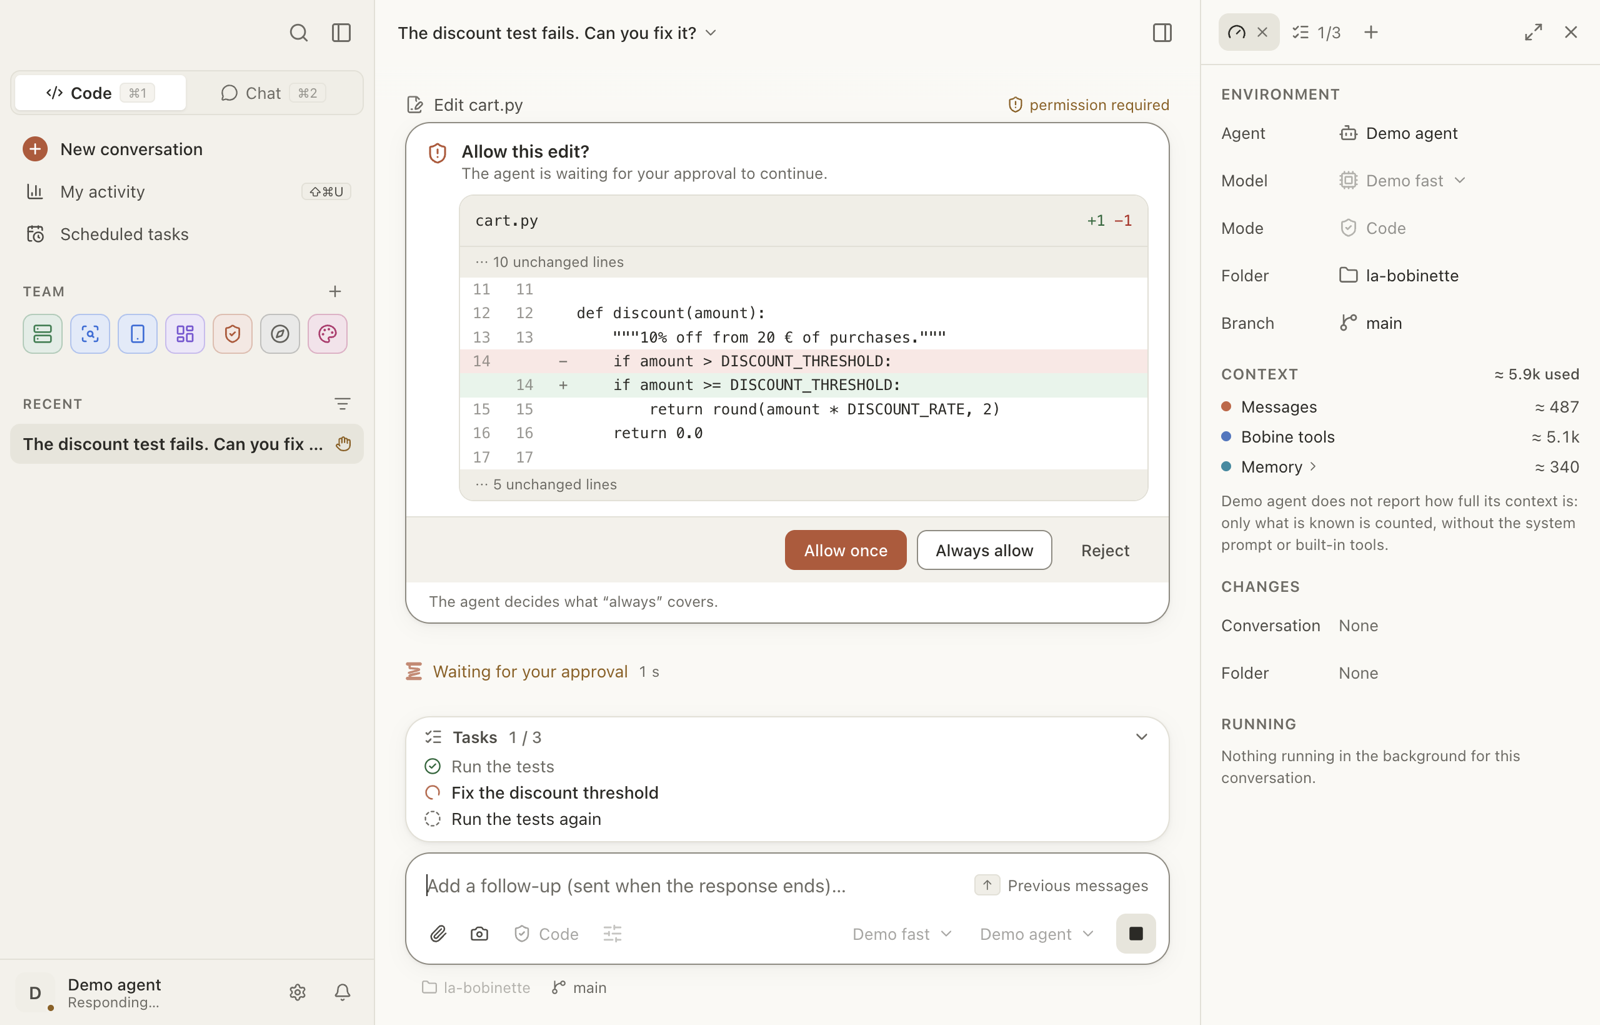 Code ⌘1
Chat ⌘2
New conversation
My activity ⇧⌘U
Scheduled tasks
TEAM
RECENT
The discount test fails. Can you fix ...
D
Demo agent
Responding...
The discount test fails. Can you fix it?
Edit cart.py
permission required
Allow this edit?
The agent is waiting for your approval to continue.
cart.py +1 −1
··· 10 unchanged lines
11 11
12 12 def discount(amount):
13 13 """10% off from 20 € of purchases."""
14 − if amount > DISCOUNT_THRESHOLD:
14 + if amount >= DISCOUNT_THRESHOLD:
15 15 return round(amount * DISCOUNT_RATE, 2)
16 16 return 0.0
17 17
··· 5 unchanged lines
Allow once
Always allow
Reject
The agent decides what “always” covers.
Waiting for your approval 1 s
Tasks 1 / 3
Run the tests
Fix the discount threshold
Run the tests again
Add a follow-up (sent when the response ends)...
↑ Previous messages
Code
Demo fast
Demo agent
la-bobinette
main
1/3
ENVIRONMENT
Agent Demo agent
Model Demo fast
Mode Code
Folder la-bobinette
Branch main
CONTEXT ≈ 5.9k used
Messages ≈ 487
Bobine tools ≈ 5.1k
Memory ≈ 340
Demo agent does not report how full its context is:
only what is known is counted, without the system
prompt or built-in tools.
CHANGES
Conversation None
Folder None
RUNNING
Nothing running in the background for this
conversation.